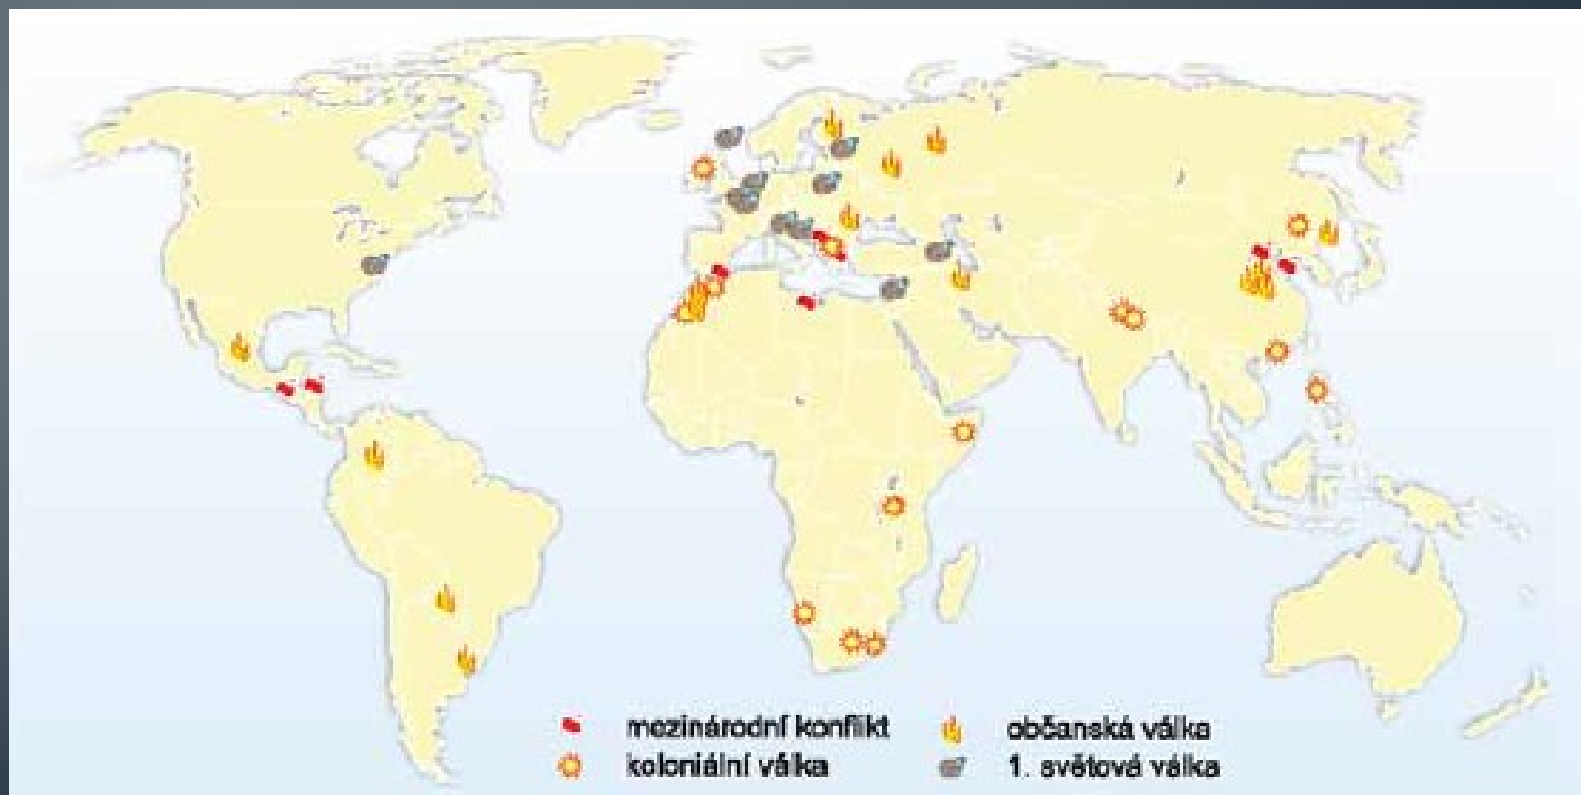 mezinárodní konflikt
občanská válka
koloniální válka
1. světová válka